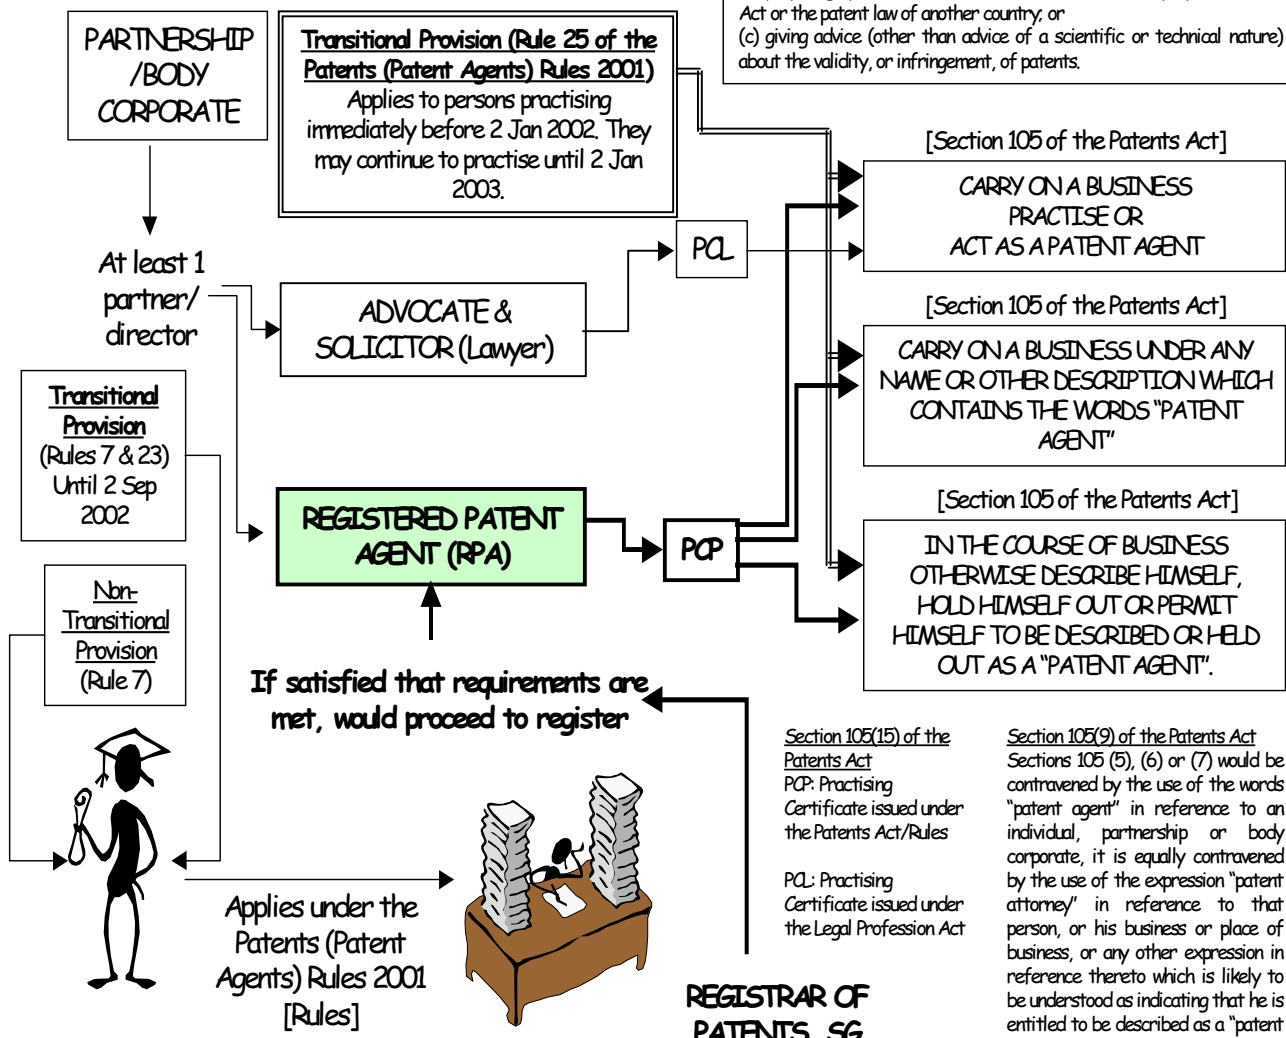 Act or the patent law of another country; or
(c) giving advice (other than advice of a scientific or technical nature)
about the validity, or infringement, of patents.
PARTNERSHIP
/BODY
CORPORATE
Transitional Provision (Rule 25 of the
Patents (Patent Agents) Rules 2001)
Applies to persons practising
immediately before 2 Jan 2002. They
may continue to practise until 2 Jan
2003.
[Section 105 of the Patents Act]
CARRY ON A BUSINESS
PRACTISE OR
ACT AS A PATENT AGENT
PCL
At least 1
partner/
director
ADVOCATE &
SOLICITOR (Lawyer)
[Section 105 of the Patents Act]
CARRY ON A BUSINESS UNDER ANY
NAME OR OTHER DESCRIPTION WHICH
CONTAINS THE WORDS “PATENT
AGENT”
Transitional
Provision
(Rules 7 & 23)
Until 2 Sep
2002
REGISTERED PATENT
AGENT (RPA)
PCP
[Section 105 of the Patents Act]
IN THE COURSE OF BUSINESS
OTHERWISE DESCRIBE HIMSELF,
HOLD HIMSELF OUT OR PERMIT
HIMSELF TO BE DESCRIBED OR HELD
OUT AS A “PATENT AGENT”.
Non-
Transitional
Provision
(Rule 7)
If satisfied that requirements are
met, would proceed to register
Section 105(15) of the
Patents Act
PCP: Practising
Certificate issued under
the Patents Act/Rules
PCL: Practising
Certificate issued under
the Legal Profession Act
Section 105(9) of the Patents Act
Sections 105 (5), (6) or (7) would be
contravened by the use of the words
“patent agent” in reference to an
individual, partnership or body
corporate, it is equally contravened
by the use of the expression “patent
attorney” in reference to that
person, or his business or place of
business, or any other expression in
reference thereto which is likely to
be understood as indicating that he is
entitled to be described as a “patent
Applies under the
Patents (Patent
Agents) Rules 2001
[Rules]
REGISTRAR OF
PATENTS, SG